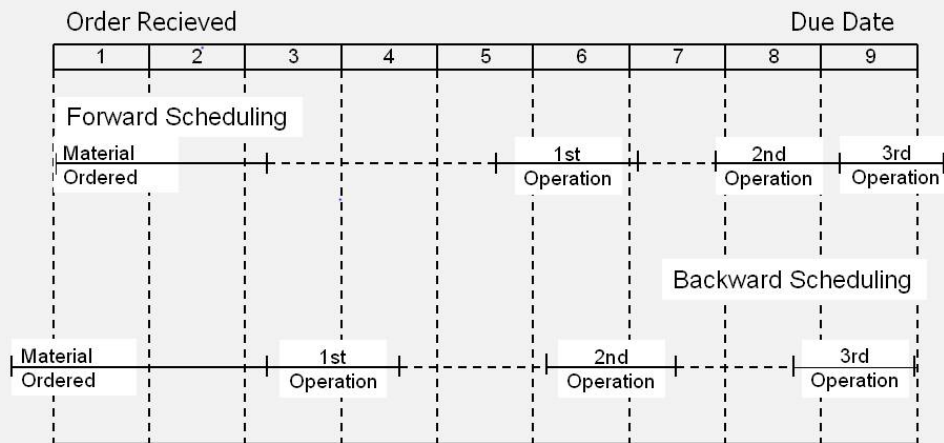 Order Recieved Due Date
1 2 3 4 5 6 7 8 9
Forward Scheduling
Material 1st 2nd 3rd
Ordered Operation Operation Operation
Backward Scheduling
Material 1st 2nd 3rd
Ordered Operation Operation Operation